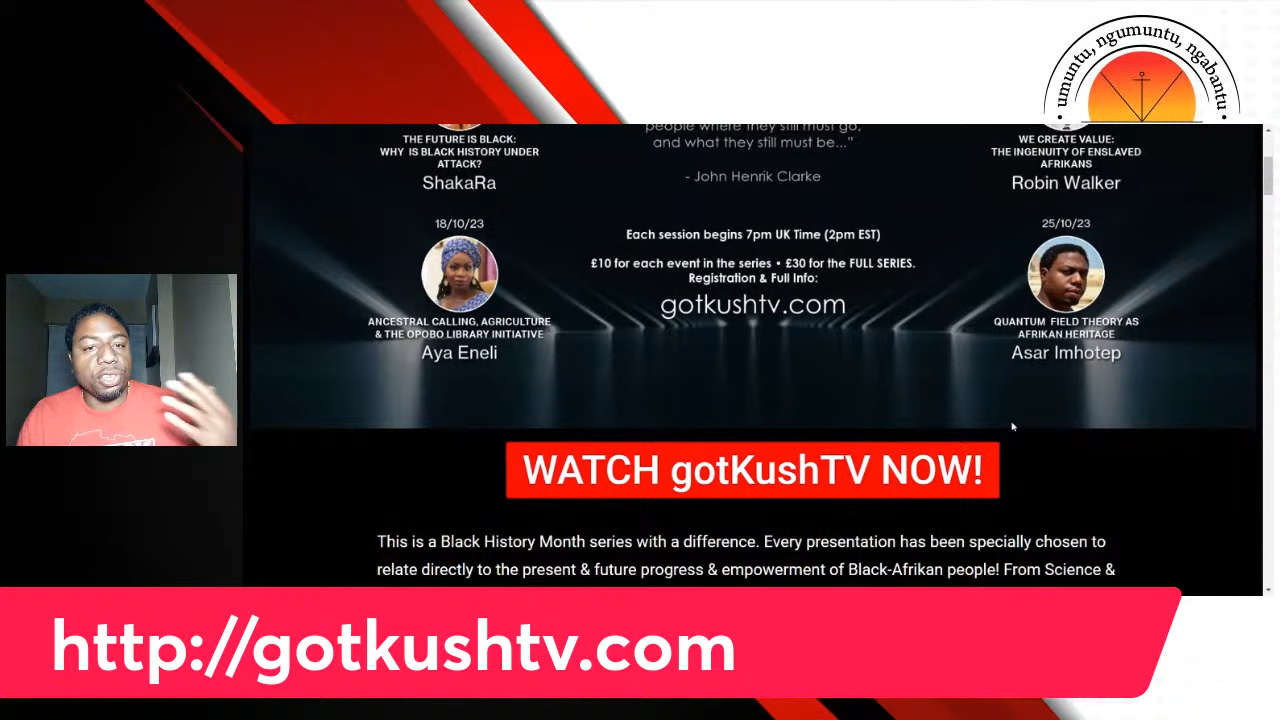 umuntu, ngumuntu, ngabantu
THE FUTURE IS BLACK:
WHY IS BLACK HISTORY UNDER
ATTACK?
ShakaRa
people where they still must go,
and what they still must be..."
- John Henrik Clarke
WE CREATE VALUE:
THE INGENUITY OF ENSLAVED
AFRIKANS
Robin Walker
18/10/23
ANCESTRAL CALLING, AGRICULTURE
& THE OPOBO LIBRARY INITIATIVE
Aya Eneli
Each session begins 7pm UK Time (2pm EST)
£10 for each event in the series • £30 for the FULL SERIES.
Registration & Full Info:
gotkushtv.com
25/10/23
QUANTUM FIELD THEORY AS
AFRIKAN HERITAGE
Asar Imhotep
WATCH gotKushTV NOW!
This is a Black History Month series with a difference. Every presentation has been specially chosen to
relate directly to the present & future progress & empowerment of Black-Afrikan people! From Science &
http://gotkushtv.com